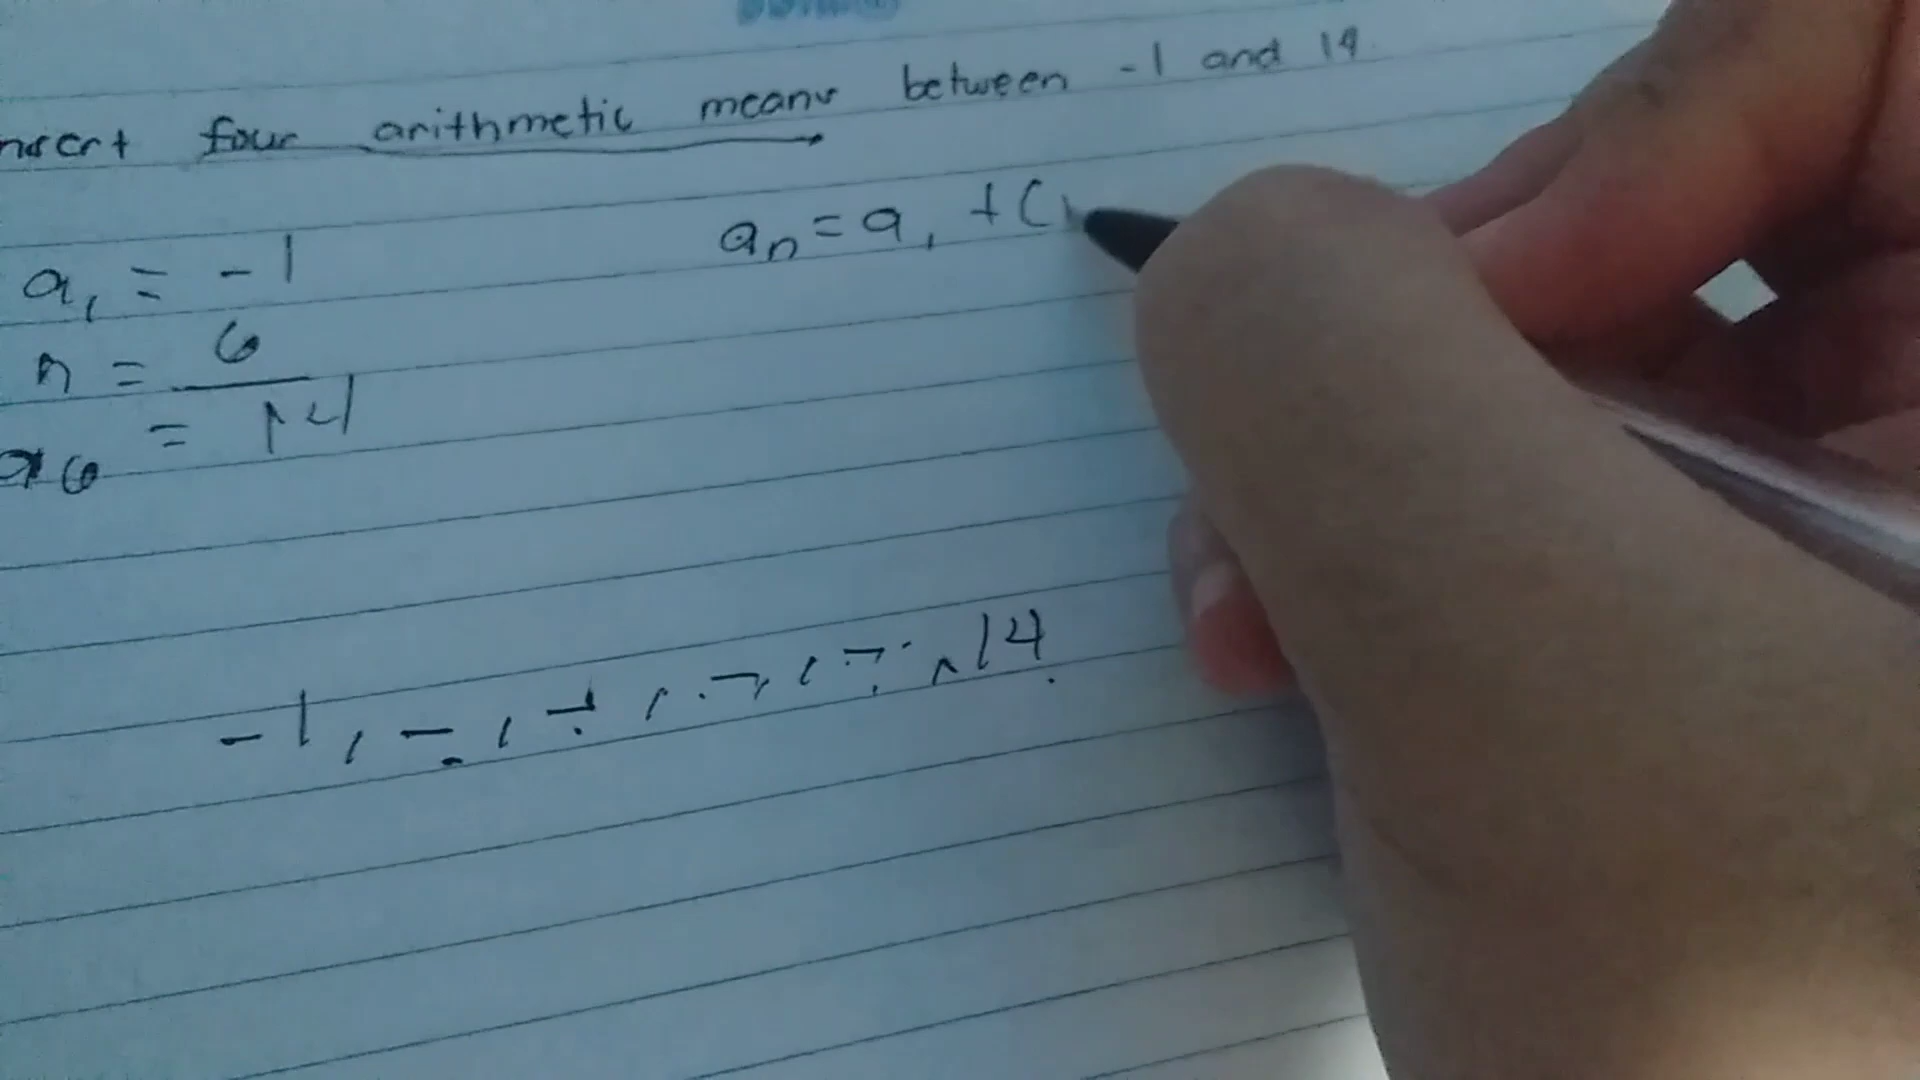 nsert four arithmetic means between -1 and 14
a₁ = -1
aₙ = a₁ + (
n = 6
a6 = 14
-1, _, _, _, _, 14